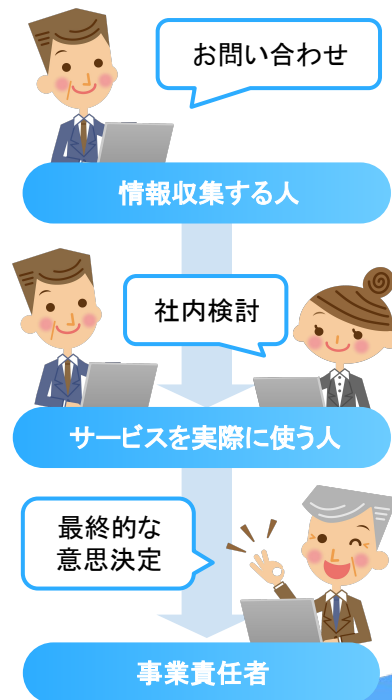 お問い合わせ
情報収集する人
社内検討
サービスを実際に使う人
最終的な
意思決定
事業責任者